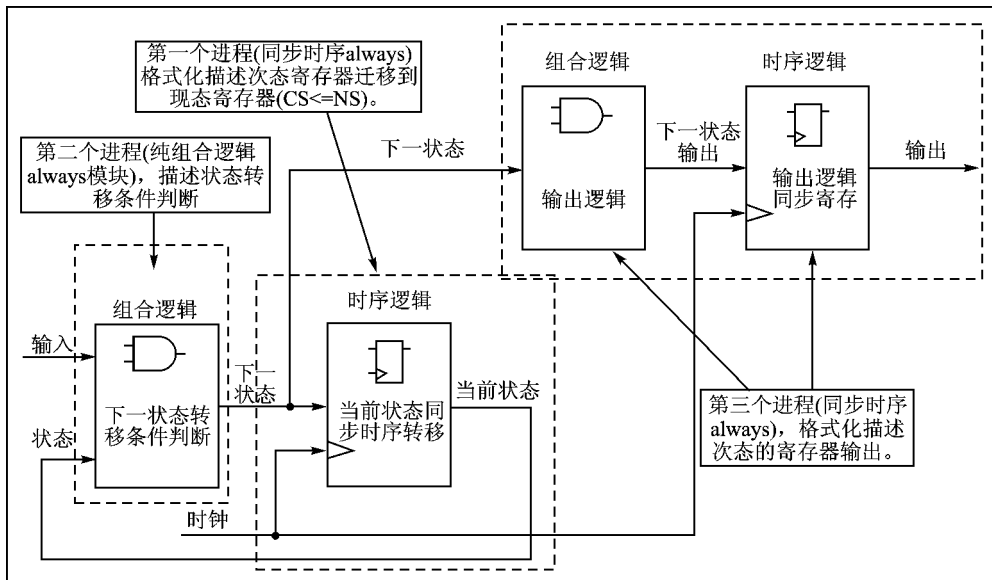 第一个进程(同步时序always)
格式化描述次态寄存器迁移到
现态寄存器(CS<=NS)。
第二个进程(纯组合逻辑
always模块)，描述状态转
移条件判断
组合逻辑
时序逻辑
下一状态
输出逻辑
下一状态
输出
输出逻辑
同步寄存
输出
组合逻辑
输入
下一状态转
移条件判断
状态
下一
状态
时序逻辑
当前状态同
步时序转移
当前状态
时钟
第三个进程(同步时序
always)，格式化描述
次态的寄存器输出。